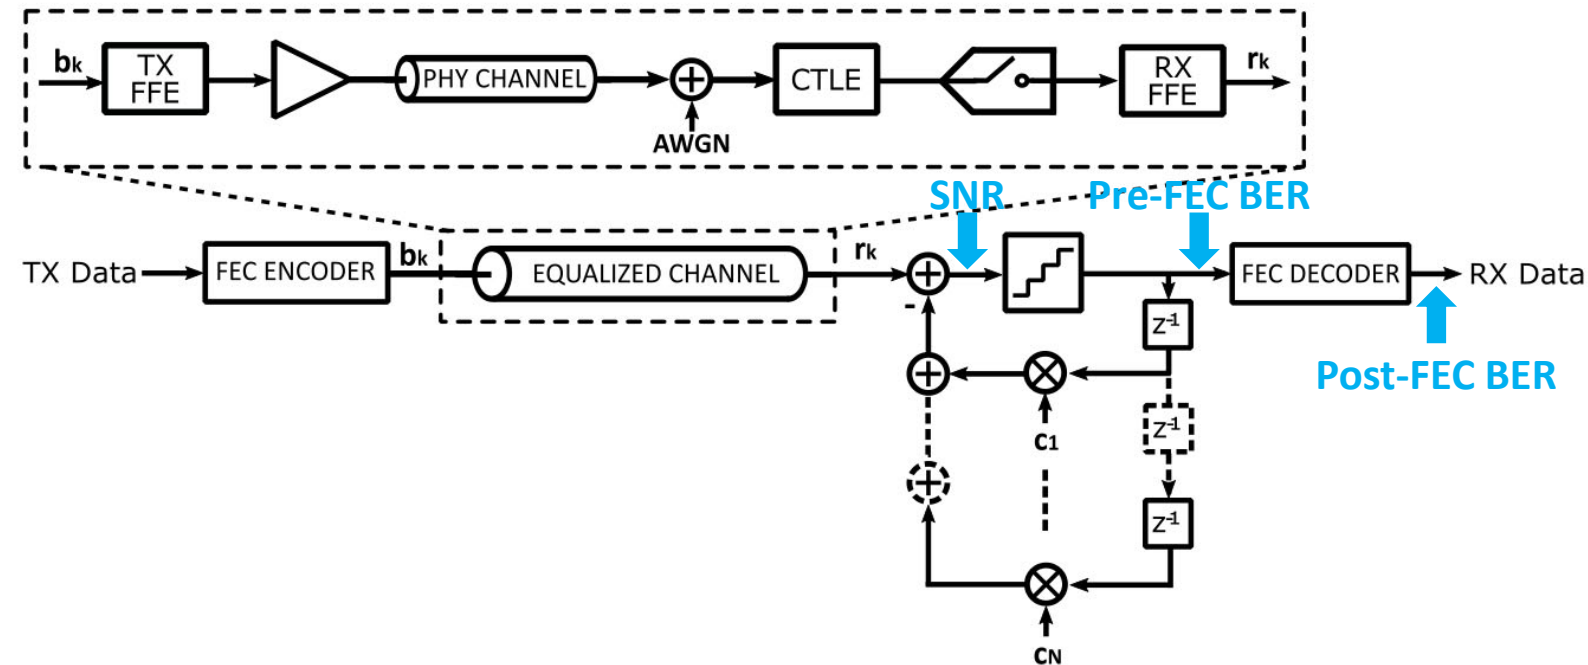 bk
TX
FFE
PHY CHANNEL
AWGN
CTLE
RX
FFE
rk
SNR
Pre-FEC BER
TX Data
FEC ENCODER
bk
EQUALIZED CHANNEL
rk
-
FEC DECODER
RX Data
z-1
Post-FEC BER
c1
z-1
z-1
cN